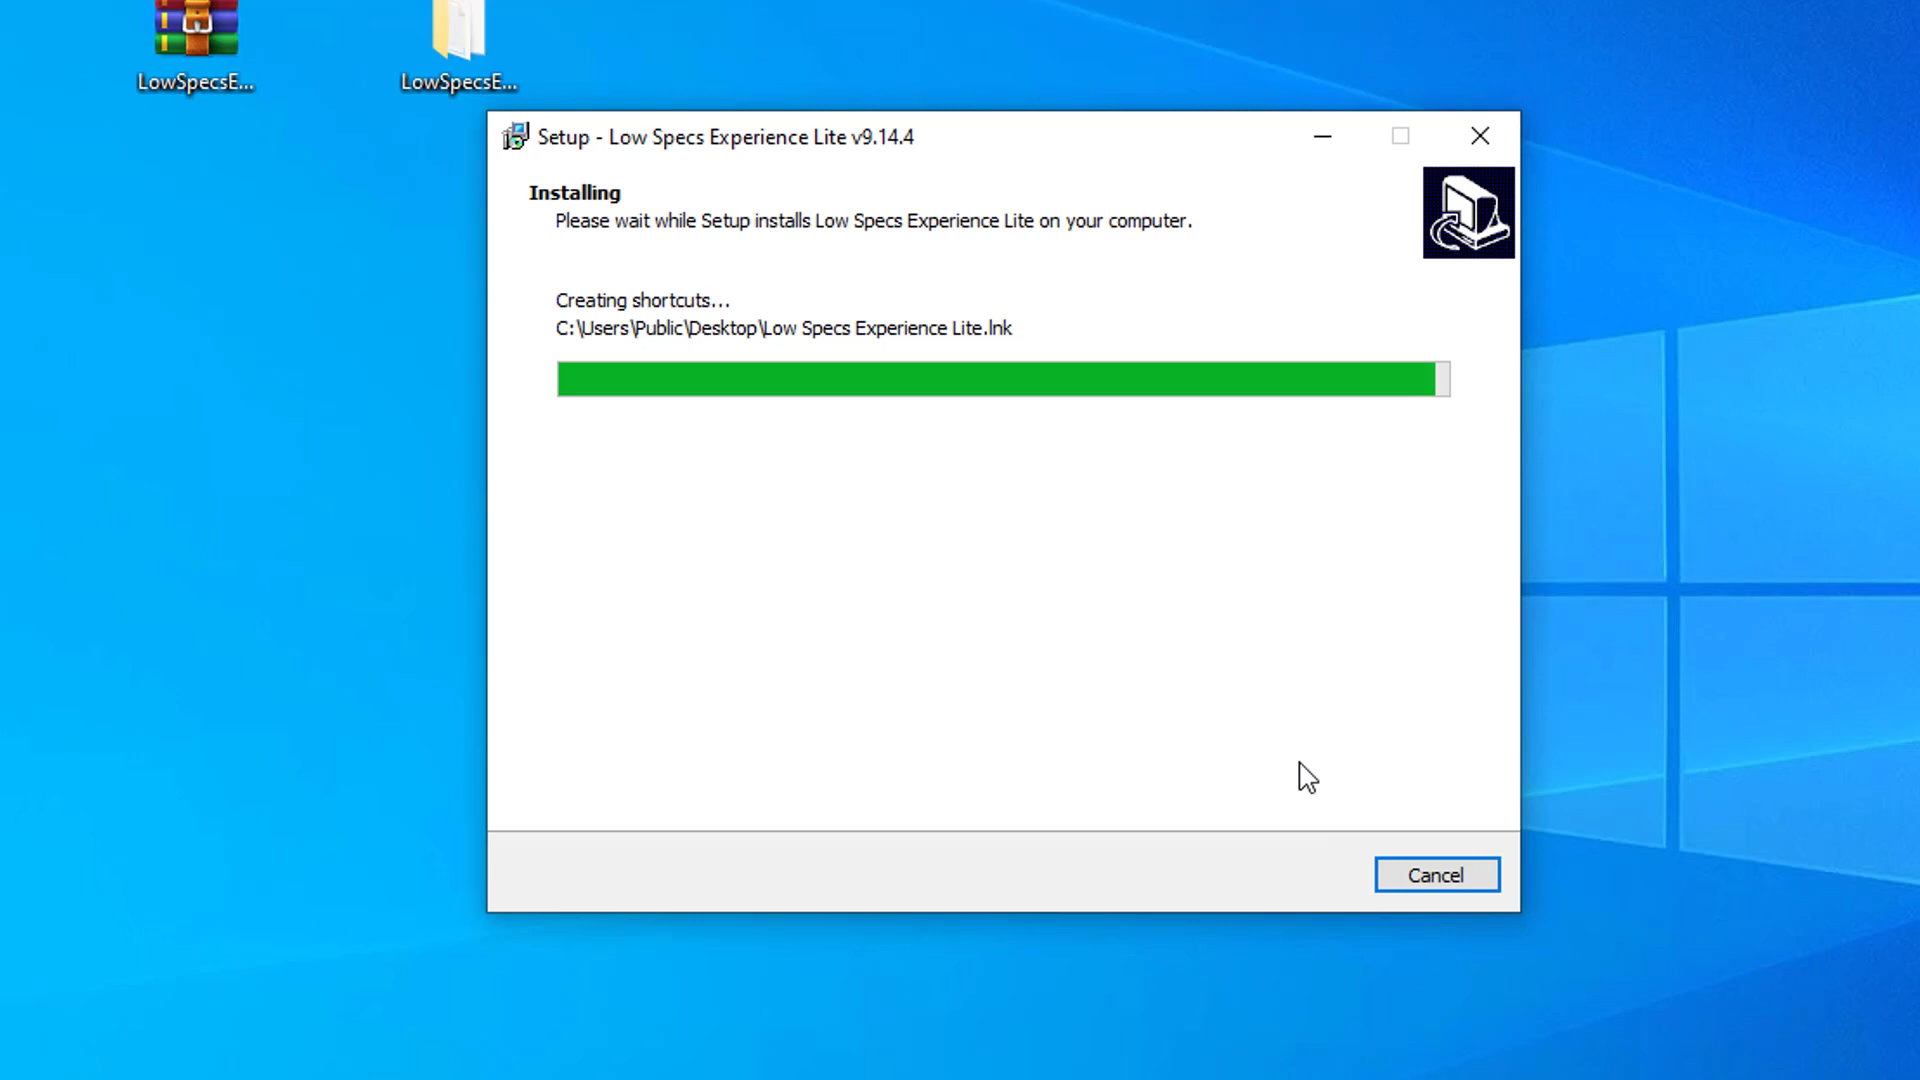 LowSpecsE...
LowSpecsE...
Setup - Low Specs Experience Lite v9.14.4
Installing
Please wait while Setup installs Low Specs Experience Lite on your computer.
Creating shortcuts...
C:\Users\Public\Desktop\Low Specs Experience Lite.lnk
Cancel